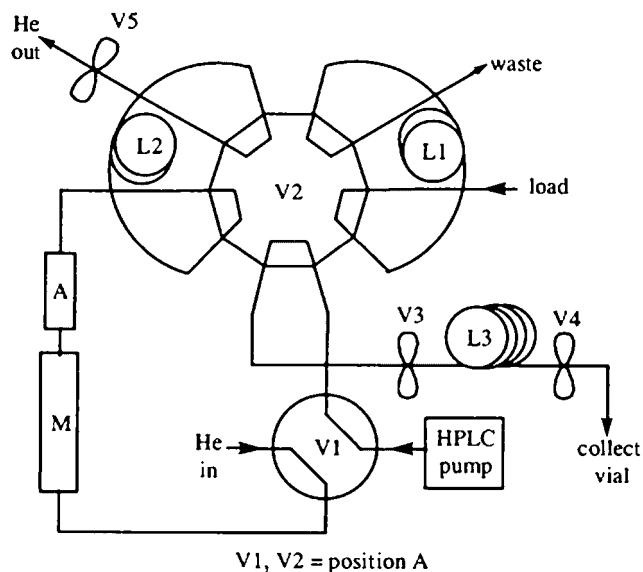 He
out
V5
waste
L2
L1
V2
load
A
V3
L3
V4
M
He
in
V1
HPLC
pump
collect
vial
V1, V2 = position A